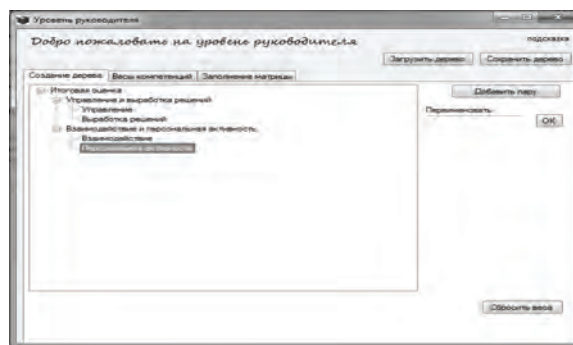 Уровень руководителя
Добро пожаловать на уровень руководителя
подсказка
Загрузить дерево
Сохранить дерево
Создание дерева
Весы компетенций
Заполнение матрицы
Итоговая оценка
Управление и выработка решений
Управление
Выработка решений
Взаимодействие и персональная активность
Взаимодействие
Персональная активность
Добавить пару
Переименовать
OK
Сбросить веса